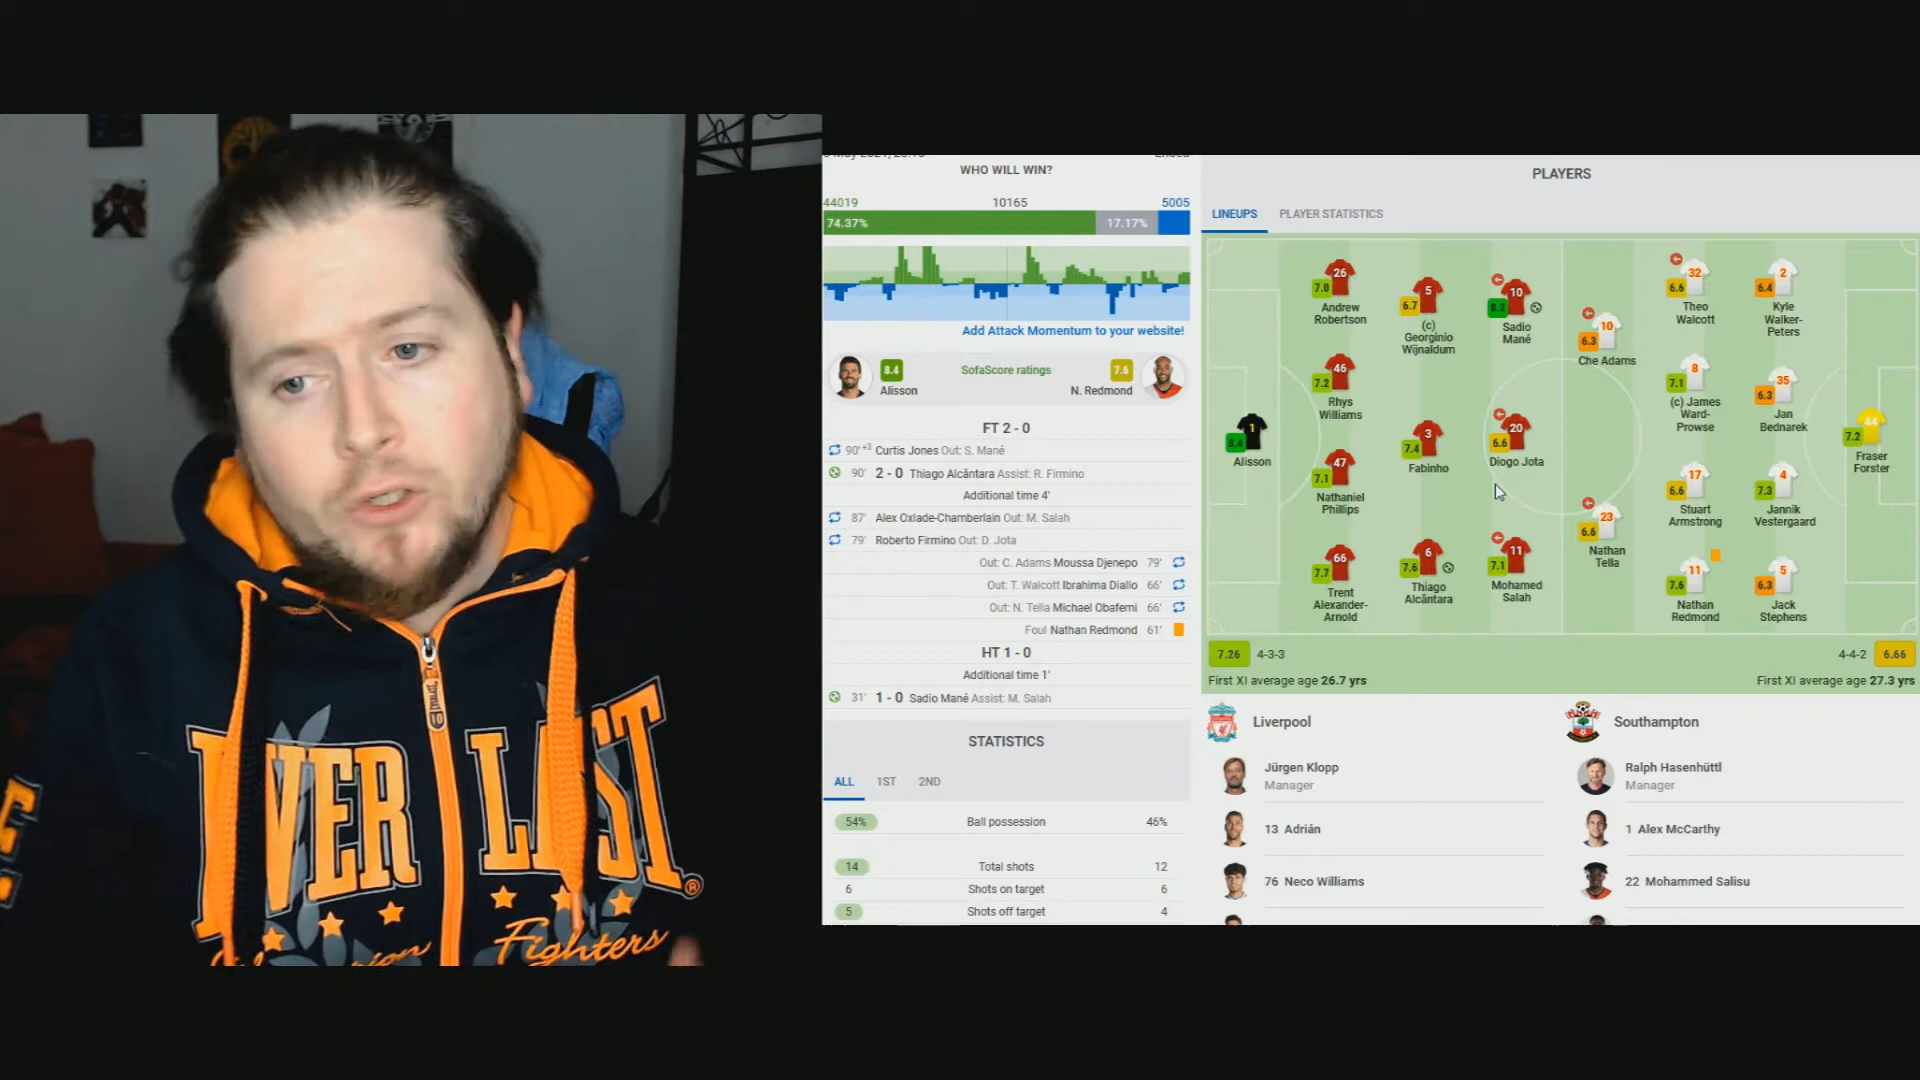 WHO WILL WIN?
44019 10165 5005
74.37% 17.17%
Add Attack Momentum to your website!
8.4 SofaScore ratings 7.6
Alisson N. Redmond
FT 2 - 0
90'+3 Curtis Jones Out: S. Mané
90' 2 - 0 Thiago Alcântara Assist: R. Firmino
Additional time 4'
87' Alex Oxlade-Chamberlain Out: M. Salah
79' Roberto Firmino Out: D. Jota
Out: C. Adams Moussa Djenepo 79'
Out: T. Walcott Ibrahima Diallo 66'
Out: N. Tella Michael Obafemi 66'
Foul Nathan Redmond 61'
HT 1 - 0
Additional time 1'
31' 1 - 0 Sadio Mané Assist: M. Salah
STATISTICS
ALL 1ST 2ND
54% Ball possession 46%
14 Total shots 12
6 Shots on target 6
5 Shots off target 4
PLAYERS
LINEUPS PLAYER STATISTICS
1
8.4
Alisson
26
7.0
Andrew
Robertson
46
7.2
Rhys
Williams
47
7.1
Nathaniel
Phillips
66
7.7
Trent
Alexander-
Arnold
5
6.7
(c)
Georginio
Wijnaldum
3
7.4
Fabinho
6
7.6
Thiago
Alcântara
10
8.2
Sadio
Mané
20
6.6
Diogo Jota
11
7.1
Mohamed
Salah
10
6.3
Che Adams
23
6.6
Nathan
Tella
32
6.6
Theo
Walcott
8
7.1
(c) James
Ward-
Prowse
17
6.6
Stuart
Armstrong
11
7.6
Nathan
Redmond
2
6.4
Kyle
Walker-
Peters
35
6.3
Jan
Bednarek
4
7.3
Jannik
Vestergaard
5
6.3
Jack
Stephens
44
7.2
Fraser
Forster
7.26 4-3-3 4-4-2 6.66
First XI average age 26.7 yrs First XI average age 27.3 yrs
Liverpool Southampton
Jürgen Klopp Ralph Hasenhüttl
Manager Manager
13 Adrián 1 Alex McCarthy
76 Neco Williams 22 Mohammed Salisu
EVERLAST
Fighters